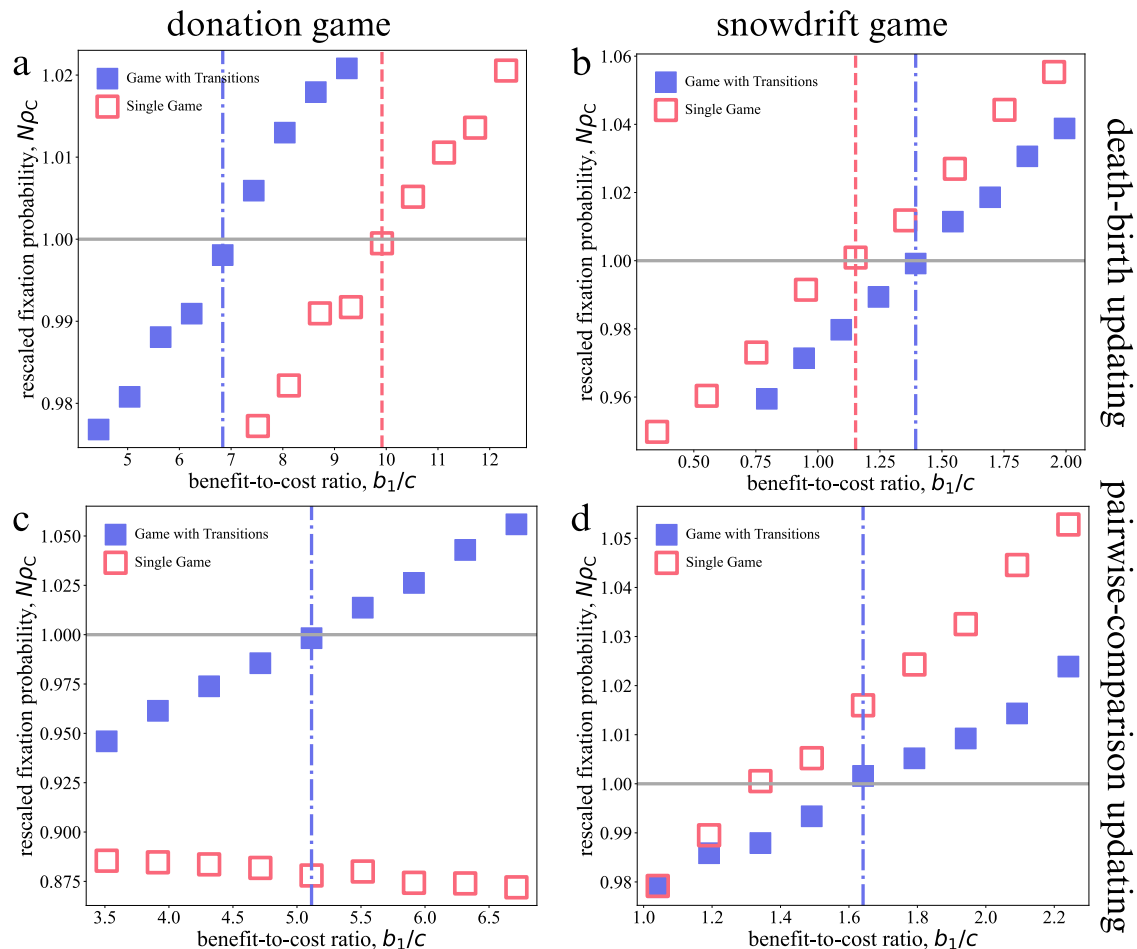 donation game
snowdrift game
a
Game with Transitions
Single Game
rescaled fixation probability, Nρ_C
1.02
1.01
1.00
0.99
0.98
5 6 7 8 9 10 11 12
benefit-to-cost ratio, b₁/c
b
Game with Transitions
Single Game
rescaled fixation probability, Nρ_C
1.06
1.04
1.02
1.00
0.98
0.96
0.50 0.75 1.00 1.25 1.50 1.75 2.00
benefit-to-cost ratio, b₁/c
death-birth updating
c
Game with Transitions
Single Game
rescaled fixation probability, Nρ_C
1.050
1.025
1.000
0.975
0.950
0.925
0.900
0.875
3.5 4.0 4.5 5.0 5.5 6.0 6.5
benefit-to-cost ratio, b₁/c
d
Game with Transitions
Single Game
rescaled fixation probability, Nρ_C
1.05
1.04
1.03
1.02
1.01
1.00
0.99
0.98
1.0 1.2 1.4 1.6 1.8 2.0 2.2
benefit-to-cost ratio, b₁/c
pairwise-comparison updating